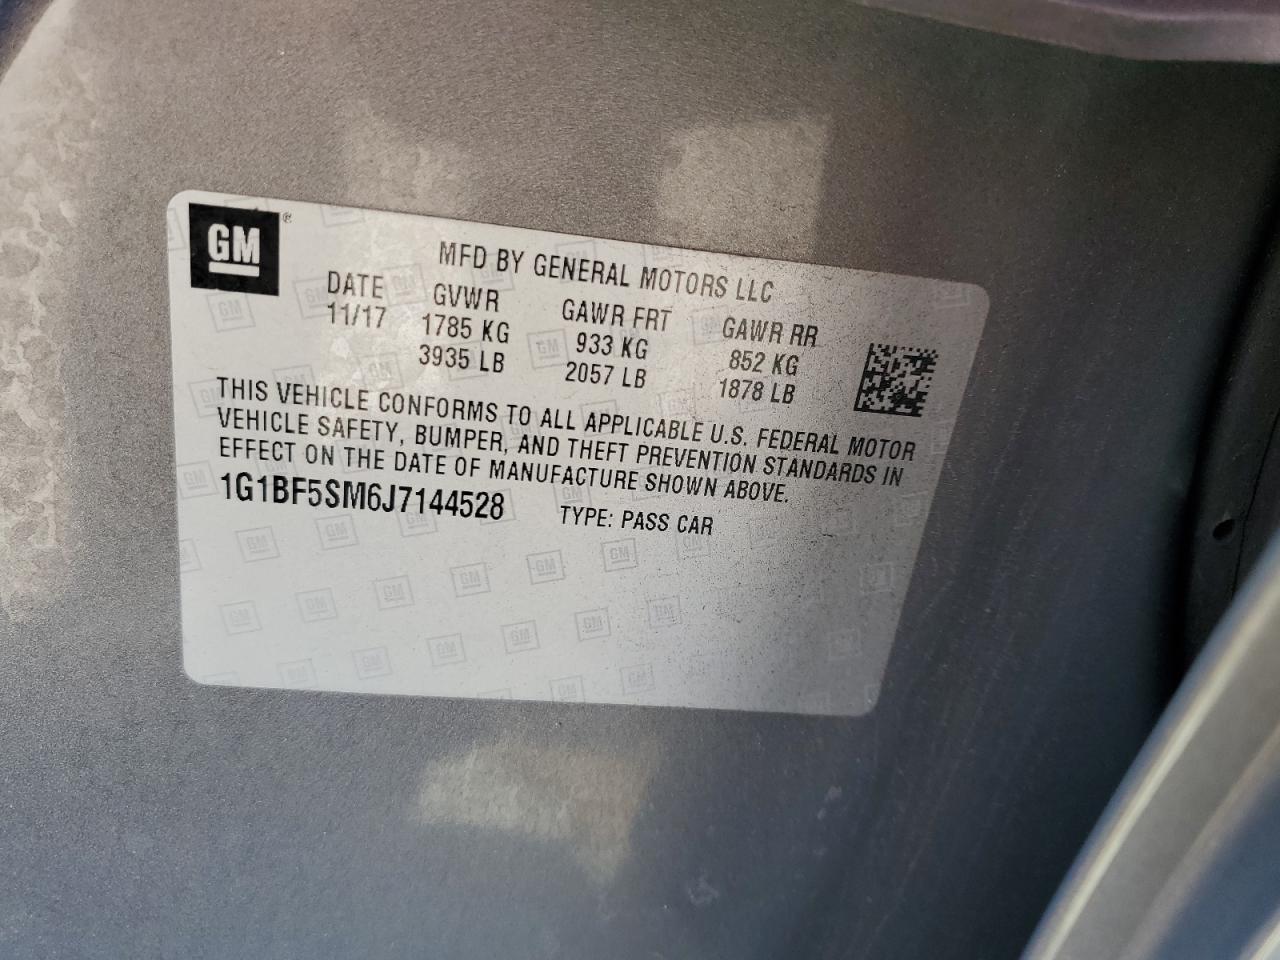 GM ®
MFD BY GENERAL MOTORS LLC
DATE GVWR GAWR FRT GAWR RR
11/17 1785 KG 933 KG 852 KG
3935 LB 2057 LB 1878 LB
THIS VEHICLE CONFORMS TO ALL APPLICABLE U.S. FEDERAL MOTOR
VEHICLE SAFETY, BUMPER, AND THEFT PREVENTION STANDARDS IN
EFFECT ON THE DATE OF MANUFACTURE SHOWN ABOVE.
1G1BF5SM6J7144528 TYPE: PASS CAR